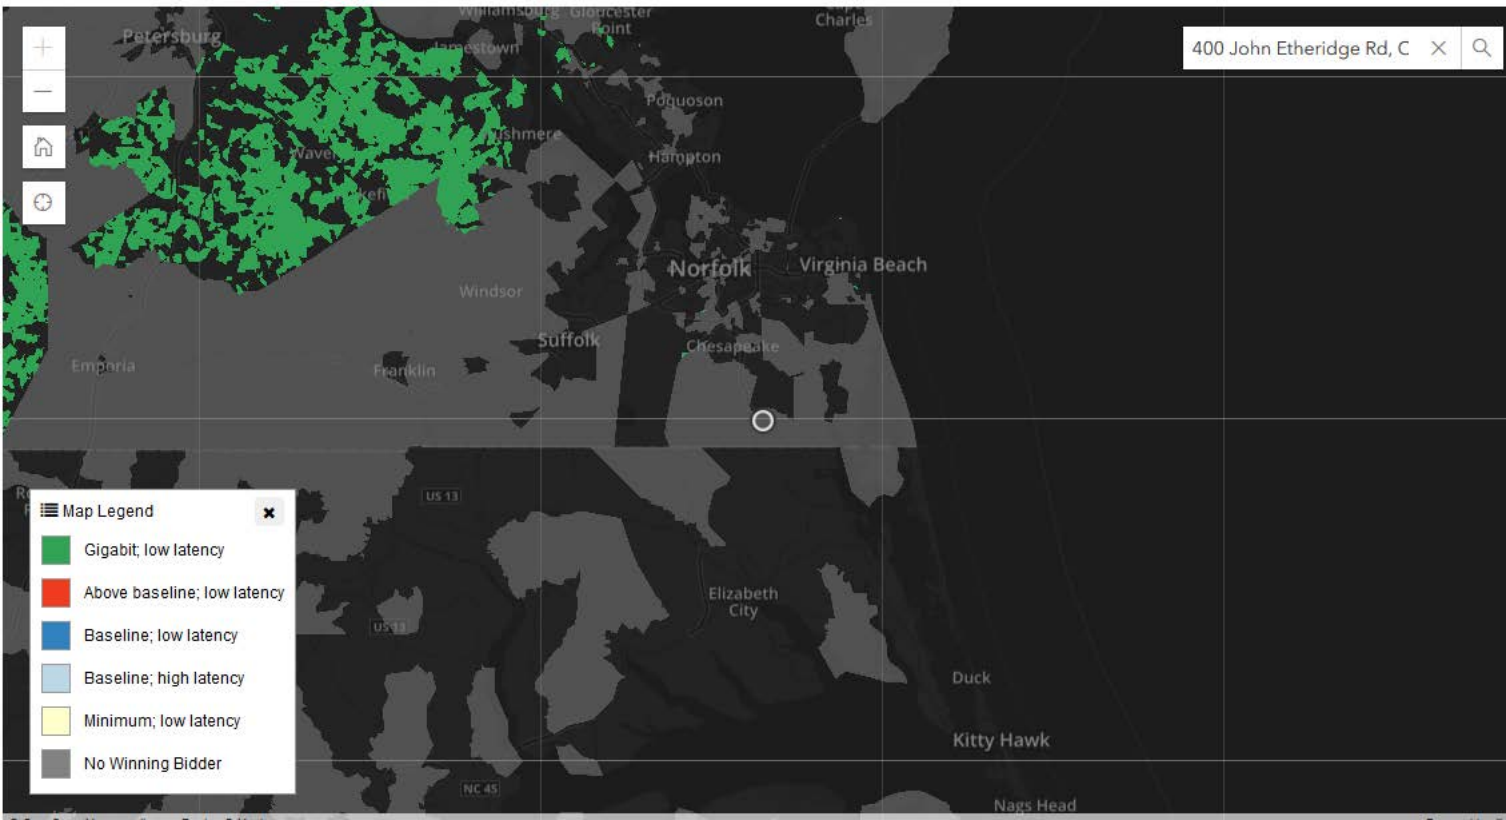 Williamsburg
Gloucester
Point
Charles
Petersburg
Jamestown
400 John Etheridge Rd, C
Poquoson
Hampton
Norfolk
Virginia Beach
Windsor
Suffolk
Chesapeake
Emporia
Franklin
US 13
Map Legend
Gigabit; low latency
Above baseline; low latency
Baseline; low latency
Baseline; high latency
Minimum; low latency
No Winning Bidder
US 13
Elizabeth
City
Duck
Kitty Hawk
NC 45
Nags Head